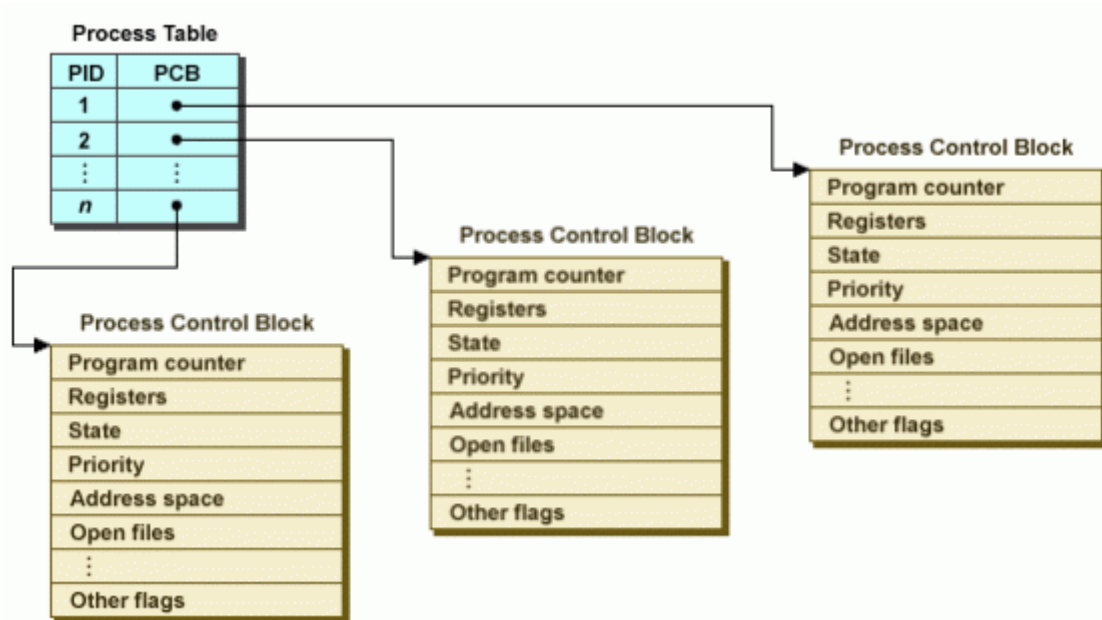 Process Table
PID PCB
1
2
⋮ ⋮
n
Process Control Block
Program counter
Registers
State
Priority
Address space
Open files
⋮
Other flags
Process Control Block
Program counter
Registers
State
Priority
Address space
Open files
⋮
Other flags
Process Control Block
Program counter
Registers
State
Priority
Address space
Open files
⋮
Other flags